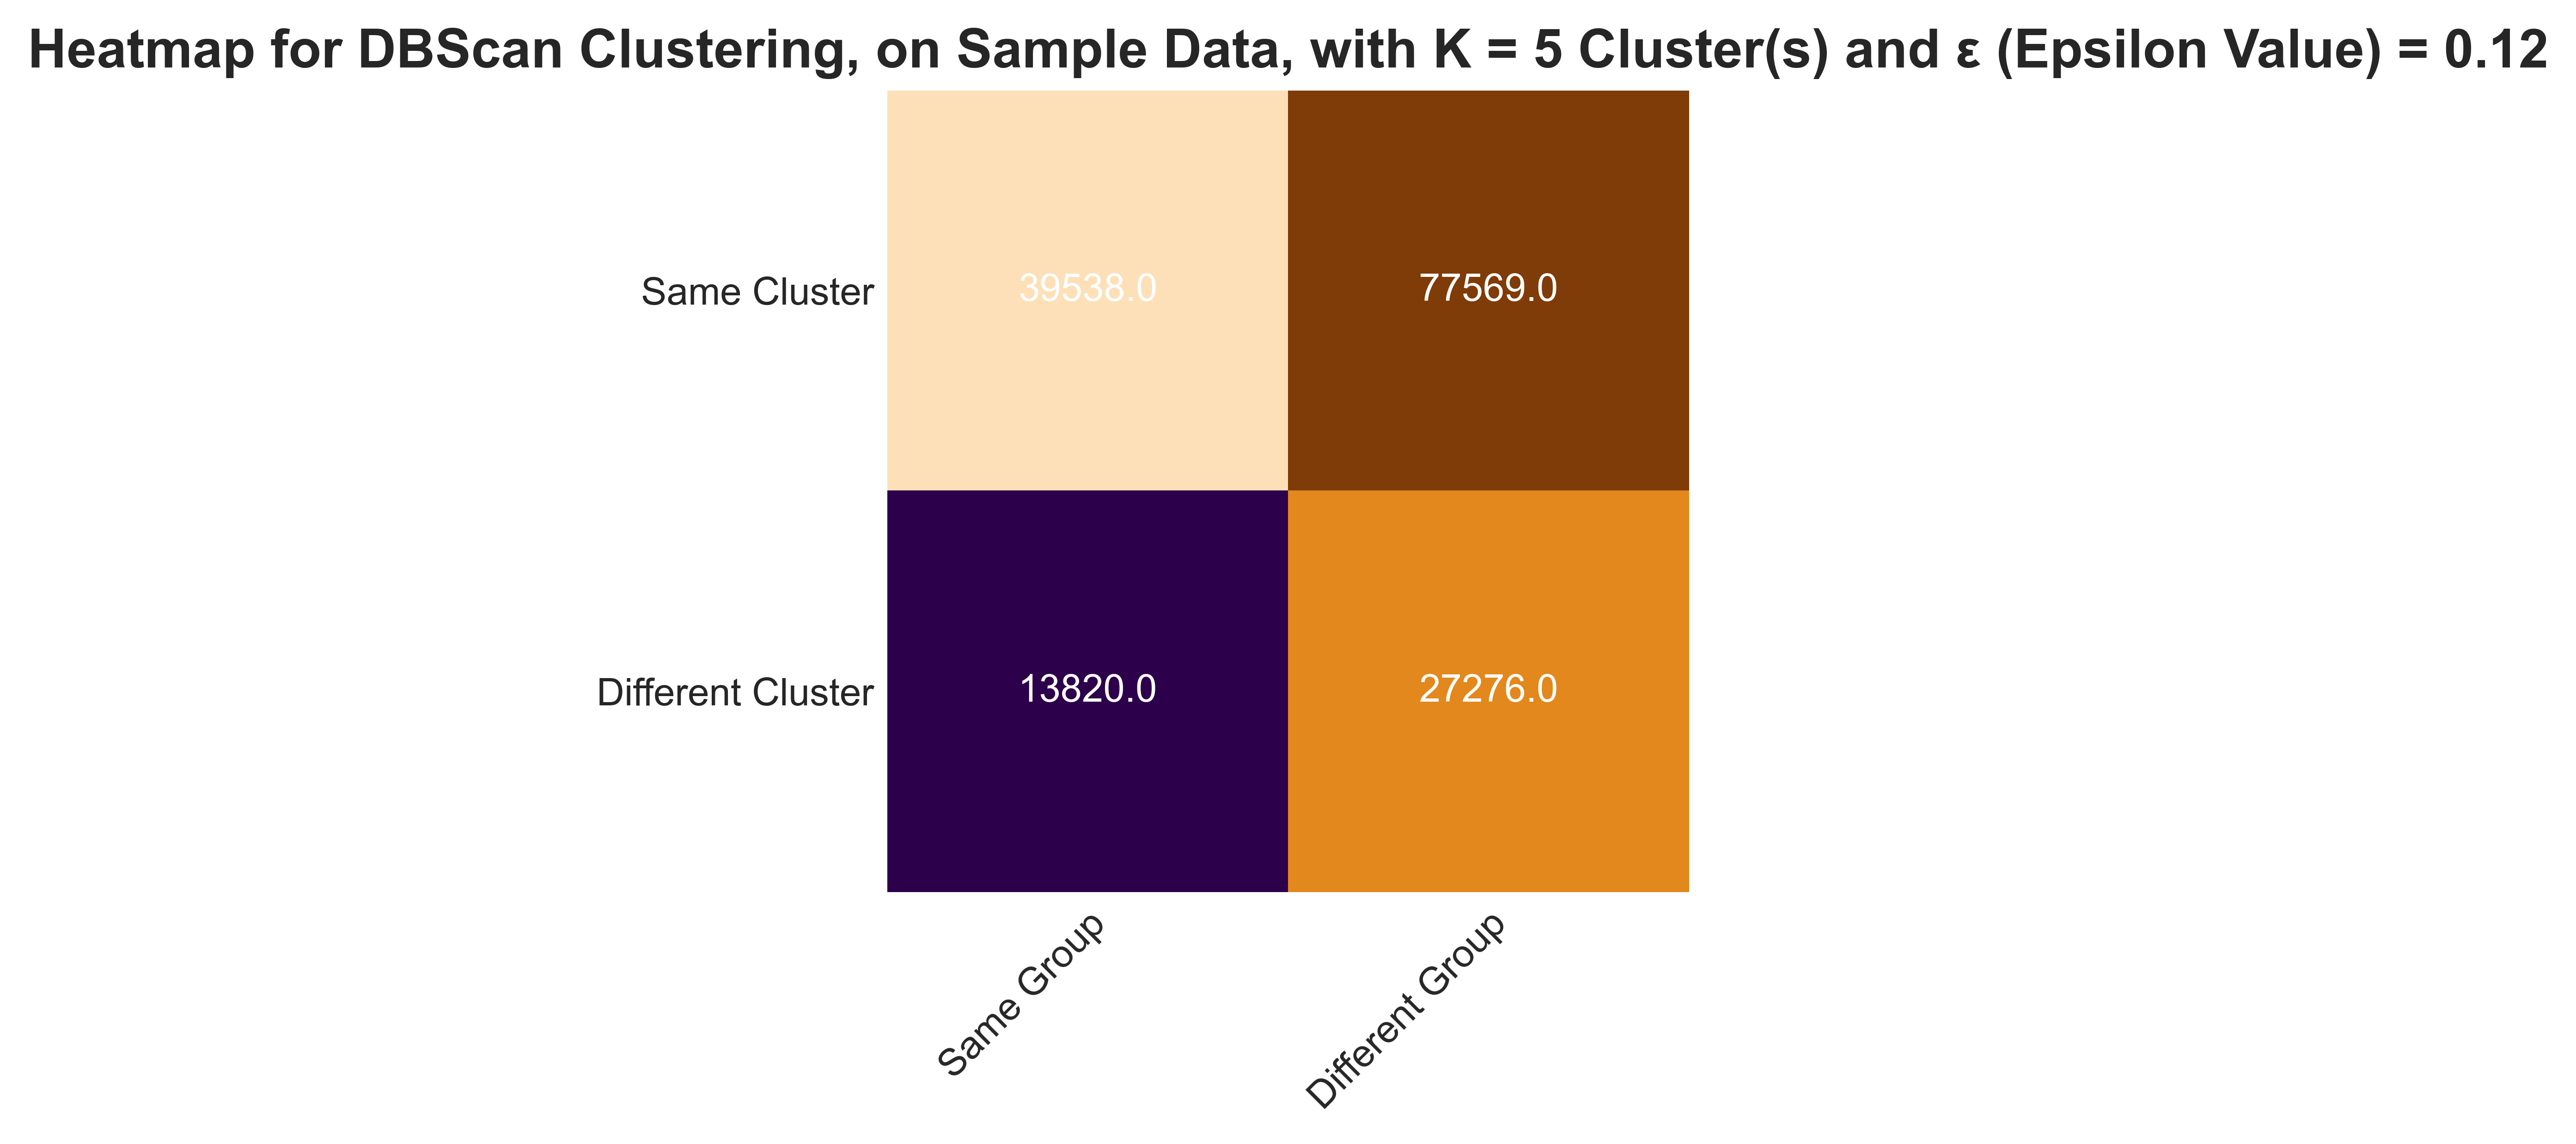 Heatmap for DBScan Clustering, on Sample Data, with K = 5 Cluster(s) and ε (Epsilon Value) = 0.12
Same Cluster
39538.0
77569.0
Different Cluster
13820.0
27276.0
Same Group
Different Group